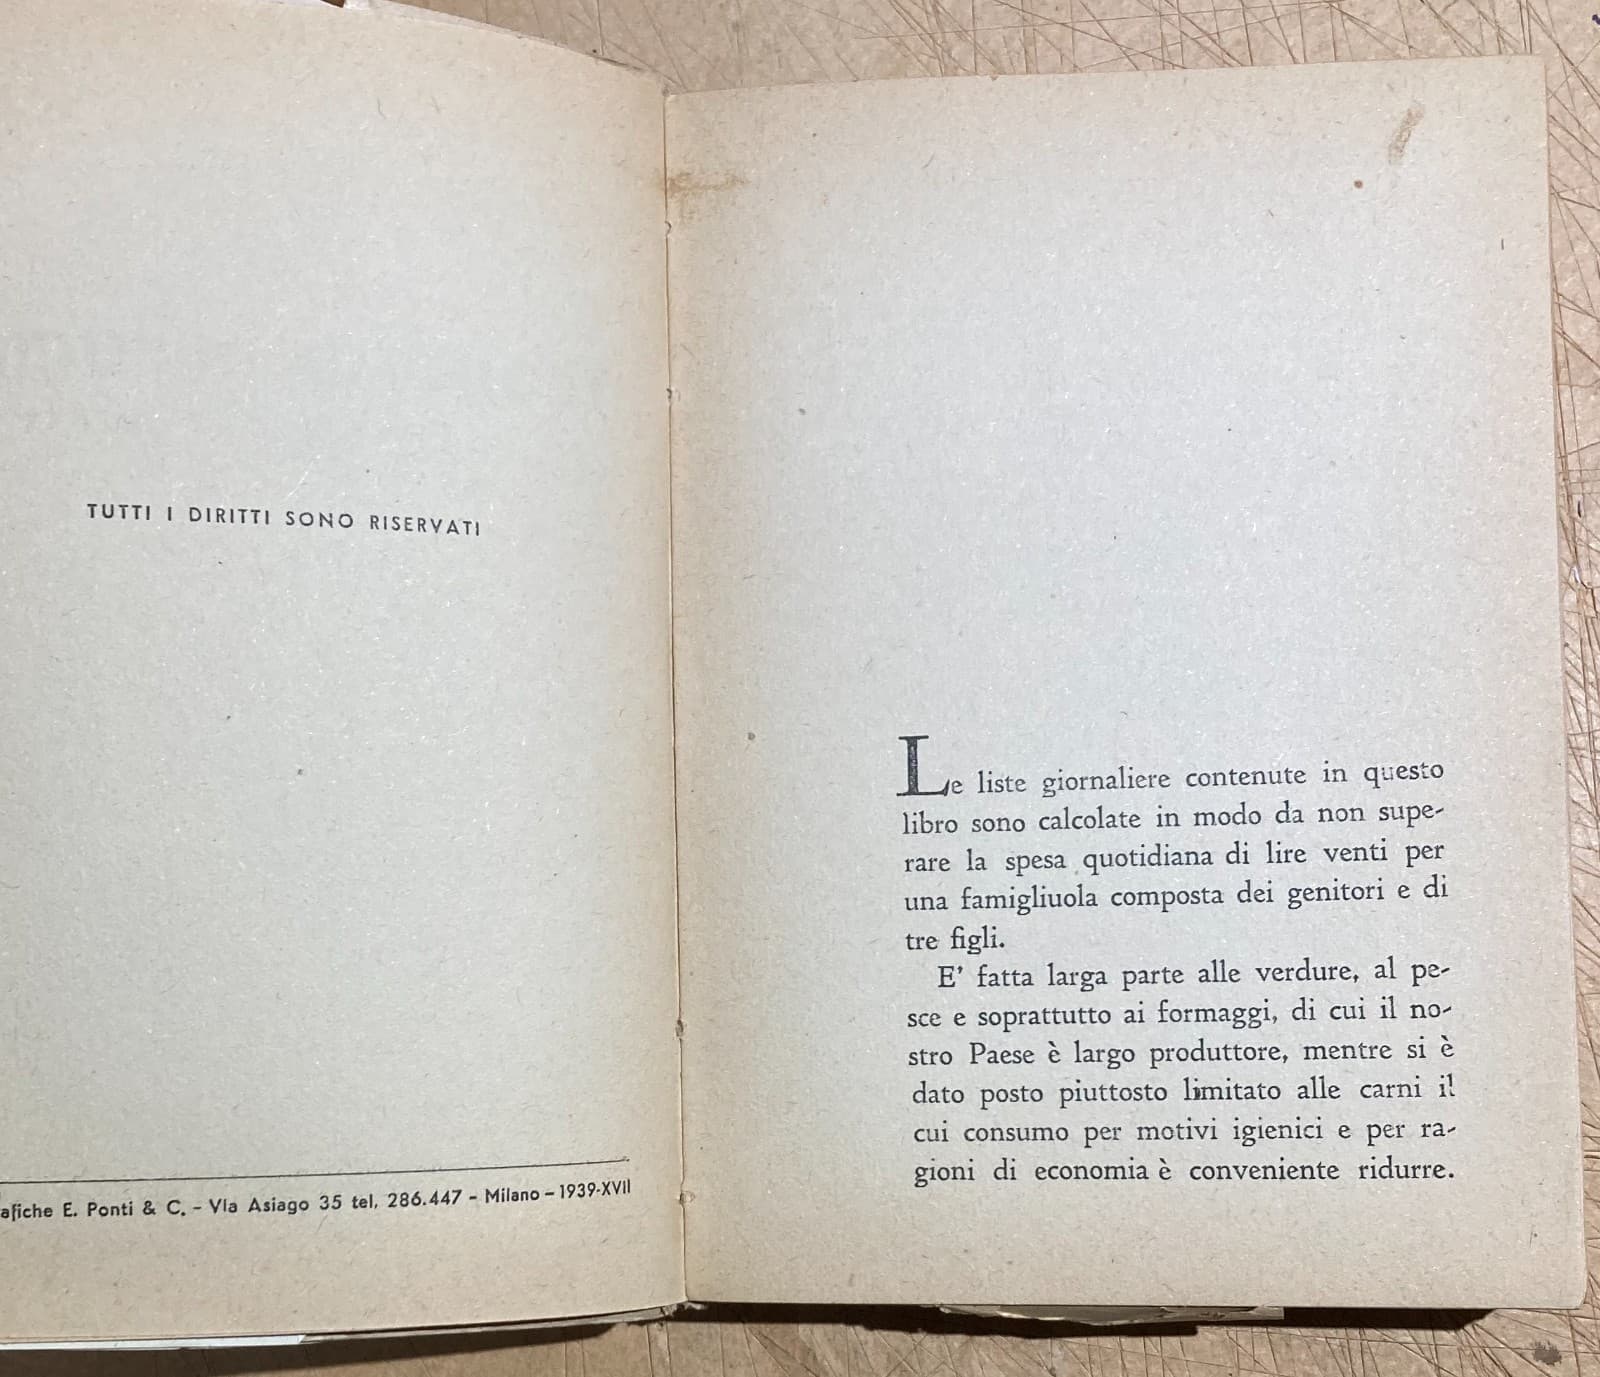 TUTTI I DIRITTI SONO RISERVATI
E. Ponti & C. - Via Asiago 35 tel. 286.447 - Milano - 1939-XVII
Le liste giornaliere contenute in questo
libro sono calcolate in modo da non supe-
rare la spesa quotidiana di lire venti per
una famigliuola composta dei genitori e di
tre figli.
E' fatta larga parte alle verdure, al pe-
sce e soprattutto ai formaggi, di cui il no-
stro Paese è largo produttore, mentre si è
dato posto piuttosto limitato alle carni il
cui consumo per motivi igienici e per ra-
gioni di economia è conveniente ridurre.